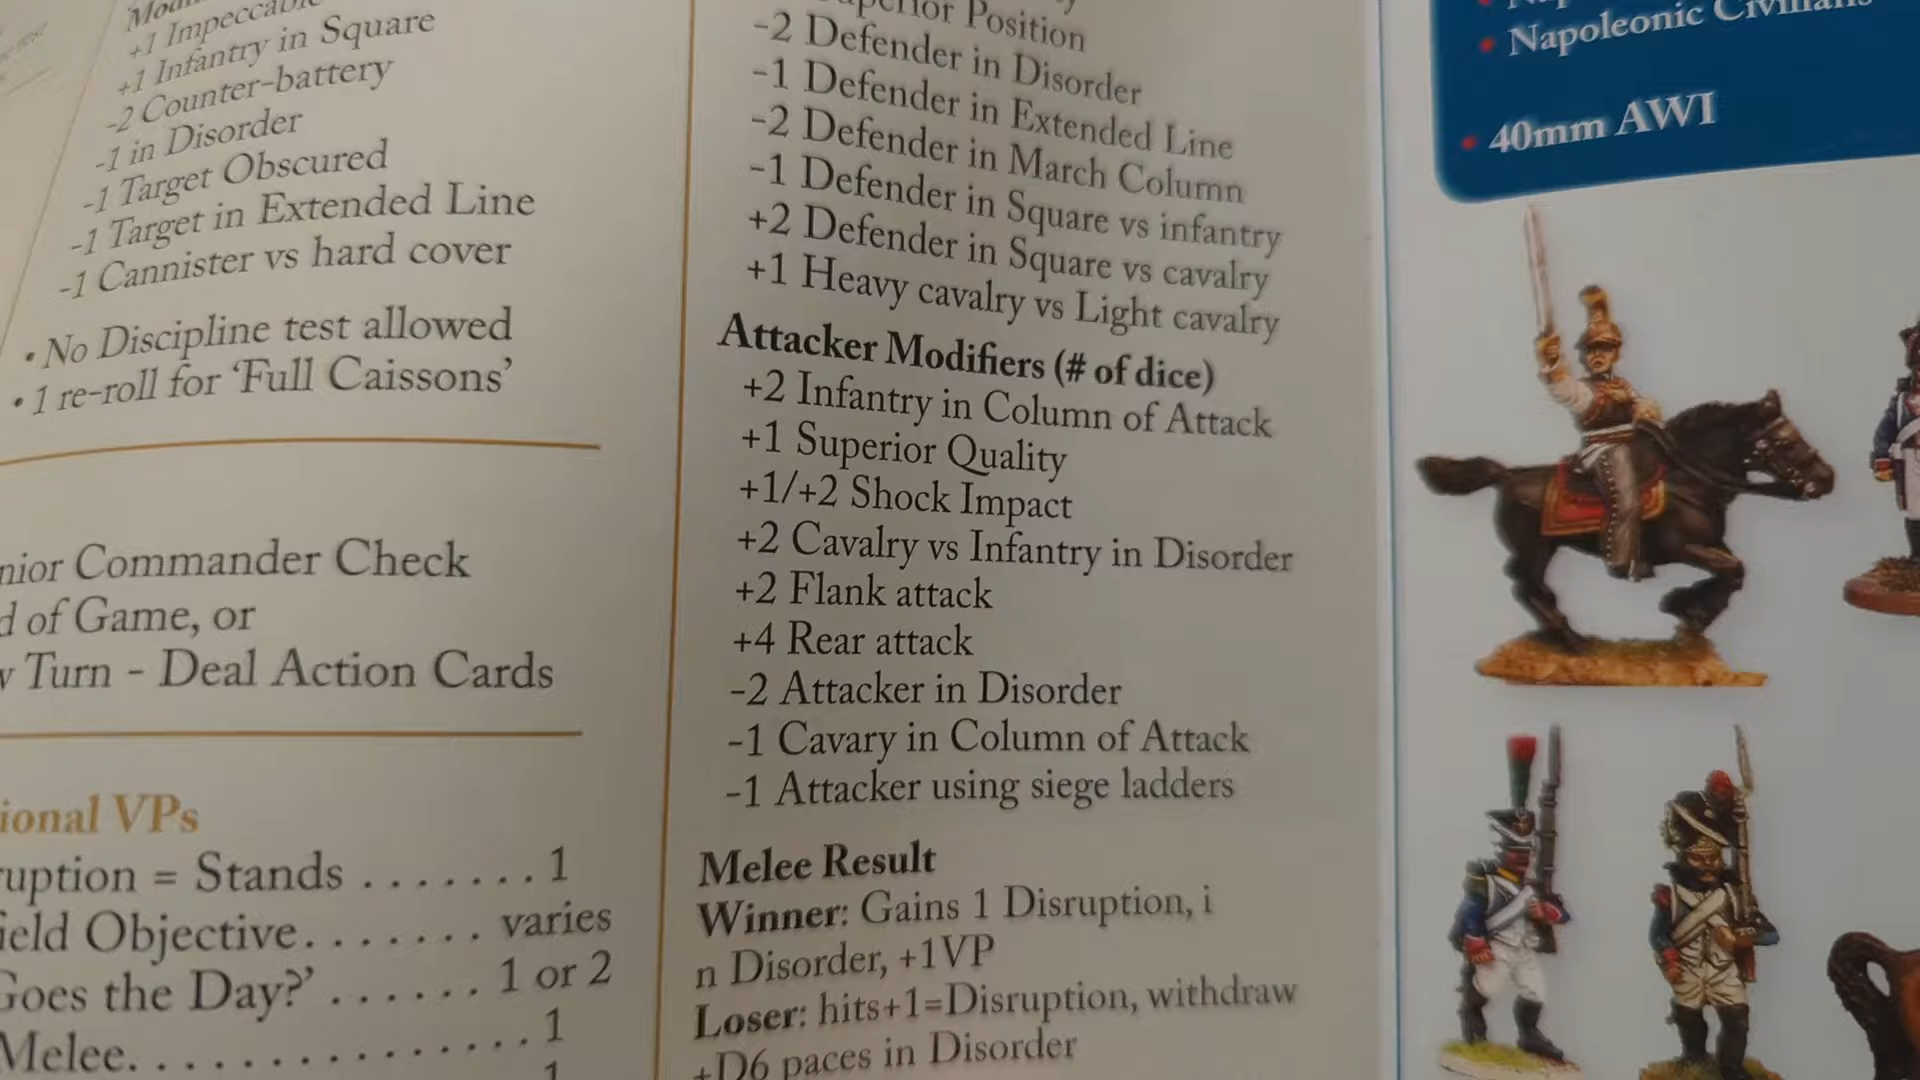 +1 Infantry in Square
-2 Counter-battery
-1 in Disorder
-1 Target Obscured
-1 Target in Extended Line
-1 Cannister vs hard cover
• No Discipline test allowed
• 1 re-roll for ‘Full Caissons’
Commander Check
of Game, or
Turn - Deal Action Cards
VPs
= Stands . . . . . . . 1
Objective. . . . . . . varies
the Day?’ . . . . . . 1 or 2
Melee. . . . . . . . . . . . . . . . 1
1
Position
-2 Defender in Disorder
-1 Defender in Extended Line
-2 Defender in March Column
-1 Defender in Square vs infantry
+2 Defender in Square vs cavalry
+1 Heavy cavalry vs Light cavalry
Attacker Modifiers (# of dice)
+2 Infantry in Column of Attack
+1 Superior Quality
+1/+2 Shock Impact
+2 Cavalry vs Infantry in Disorder
+2 Flank attack
+4 Rear attack
-2 Attacker in Disorder
-1 Cavary in Column of Attack
-1 Attacker using siege ladders
Melee Result
Winner: Gains 1 Disruption, i
n Disorder, +1VP
Loser: hits+1=Disruption, withdraw
+D6 paces in Disorder
• Napoleonic Civilians
• 40mm AWI